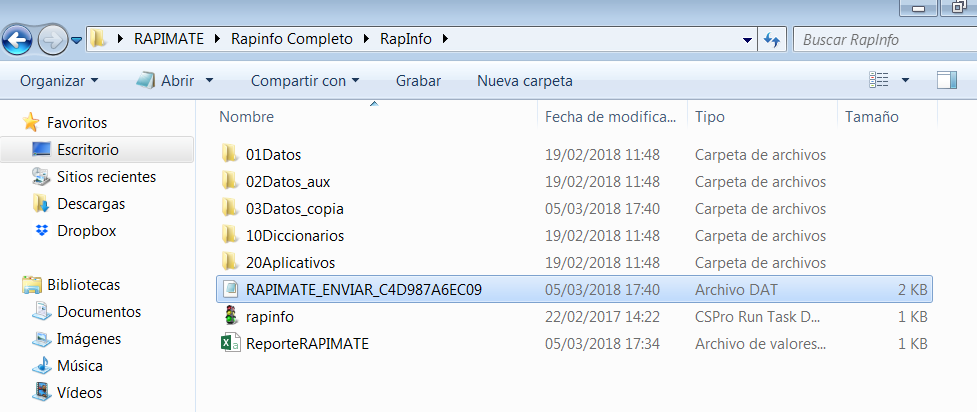 RAPIMATE Rapinfo Completo RapInfo Buscar RapInfo
Organizar Abrir Compartir con Grabar Nueva carpeta
Favoritos
Escritorio
Sitios recientes
Descargas
Dropbox
Bibliotecas
Documentos
Imágenes
Música
Vídeos
Nombre Fecha de modifica... Tipo Tamaño
01Datos 19/02/2018 11:48 Carpeta de archivos
02Datos_aux 19/02/2018 11:48 Carpeta de archivos
03Datos_copia 05/03/2018 17:40 Carpeta de archivos
10Diccionarios 19/02/2018 11:48 Carpeta de archivos
20Aplicativos 19/02/2018 11:48 Carpeta de archivos
RAPIMATE_ENVIAR_C4D987A6EC09 05/03/2018 17:40 Archivo DAT 2 KB
rapinfo 22/02/2017 14:22 CSPro Run Task D... 1 KB
ReporteRAPIMATE 05/03/2018 17:34 Archivo de valores... 1 KB